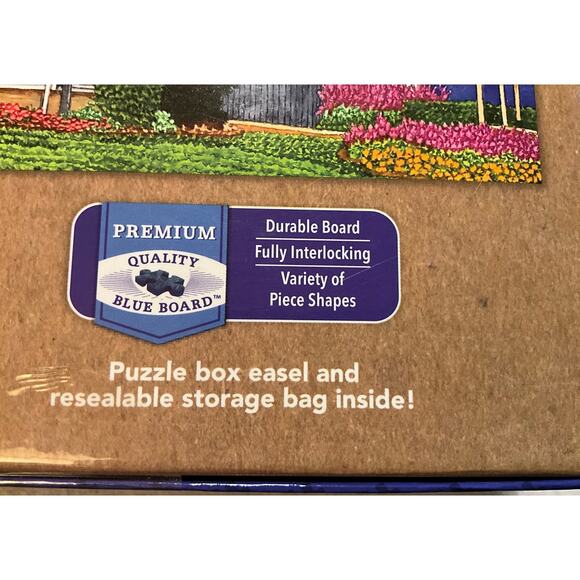 PREMIUM
QUALITY
BLUE BOARD™
Durable Board
Fully Interlocking
Variety of
Piece Shapes
Puzzle box easel and
resealable storage bag inside!